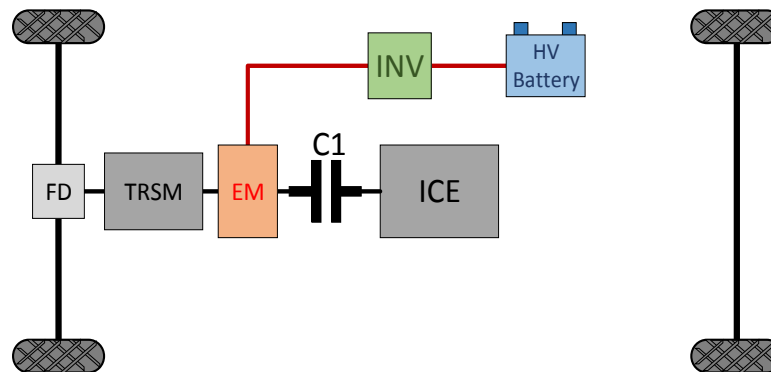 INV
HV
Battery
C1
FD
TRSM
EM
ICE